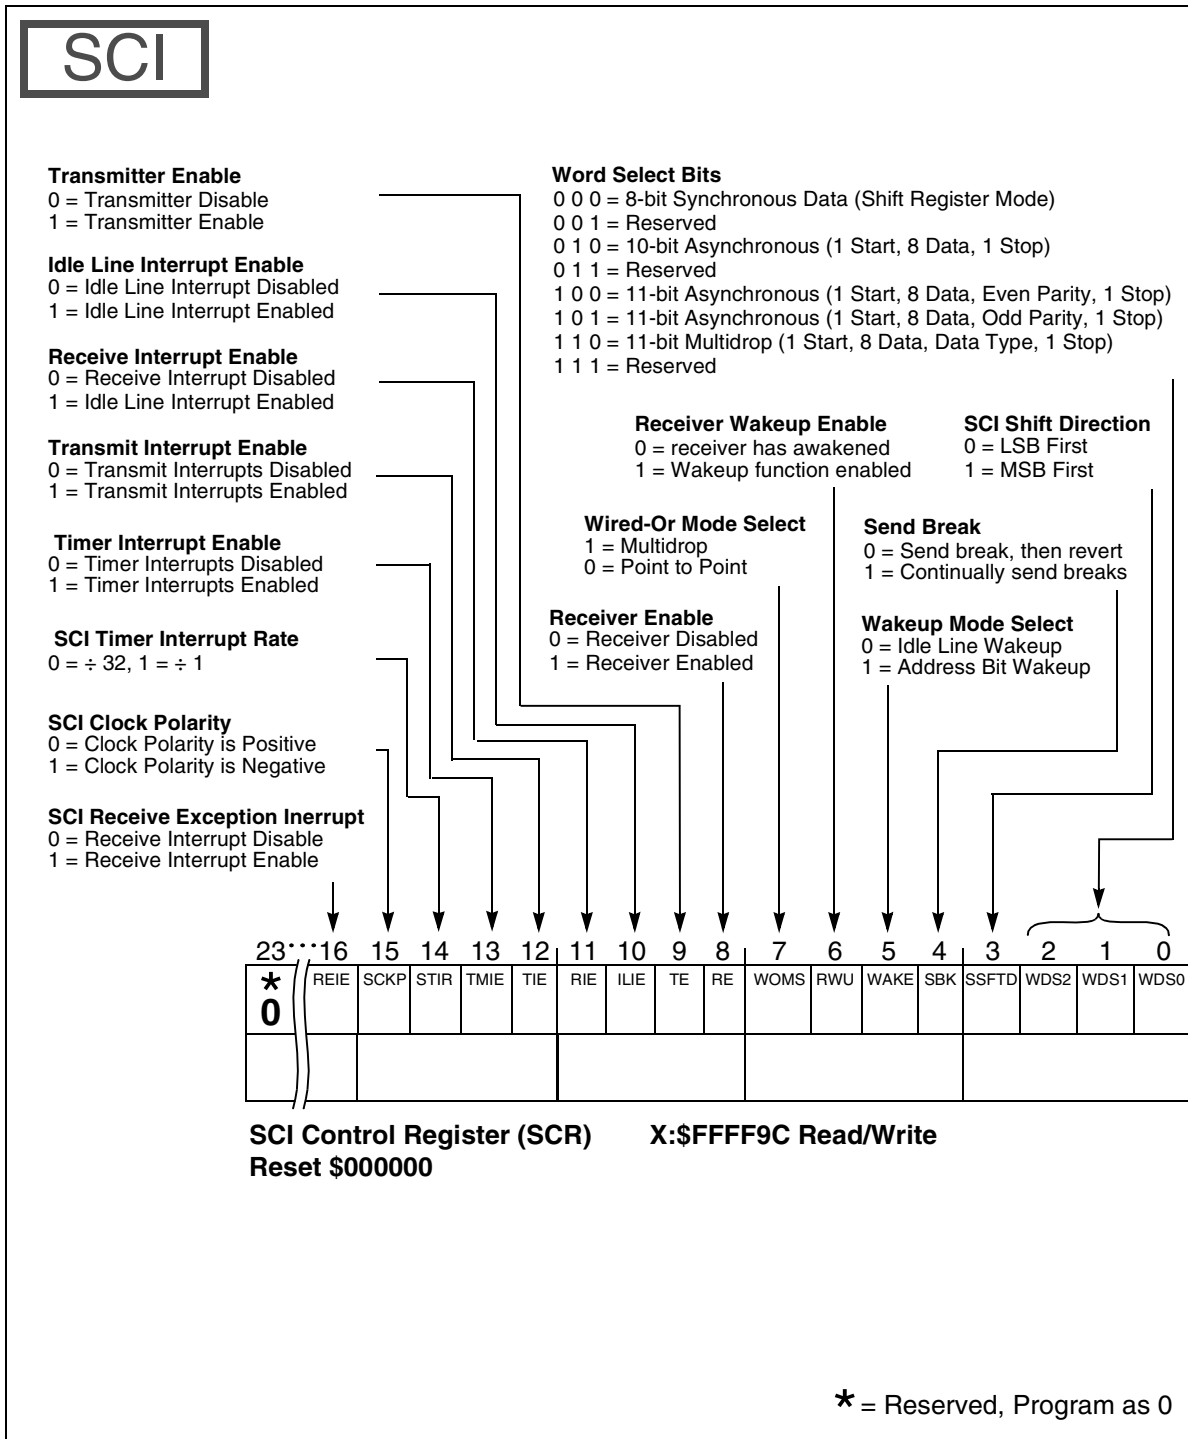 SCI
Transmitter Enable
0 = Transmitter Disable
1 = Transmitter Enable
Idle Line Interrupt Enable
0 = Idle Line Interrupt Disabled
1 = Idle Line Interrupt Enabled
Receive Interrupt Enable
0 = Receive Interrupt Disabled
1 = Idle Line Interrupt Enabled
Transmit Interrupt Enable
0 = Transmit Interrupts Disabled
1 = Transmit Interrupts Enabled
Timer Interrupt Enable
0 = Timer Interrupts Disabled
1 = Timer Interrupts Enabled
SCI Timer Interrupt Rate
0 = ÷ 32, 1 = ÷ 1
SCI Clock Polarity
0 = Clock Polarity is Positive
1 = Clock Polarity is Negative
SCI Receive Exception Inerrupt
0 = Receive Interrupt Disable
1 = Receive Interrupt Enable
Word Select Bits
0 0 0 = 8-bit Synchronous Data (Shift Register Mode)
0 0 1 = Reserved
0 1 0 = 10-bit Asynchronous (1 Start, 8 Data, 1 Stop)
0 1 1 = Reserved
1 0 0 = 11-bit Asynchronous (1 Start, 8 Data, Even Parity, 1 Stop)
1 0 1 = 11-bit Asynchronous (1 Start, 8 Data, Odd Parity, 1 Stop)
1 1 0 = 11-bit Multidrop (1 Start, 8 Data, Data Type, 1 Stop)
1 1 1 = Reserved
Receiver Wakeup Enable
0 = receiver has awakened
1 = Wakeup function enabled
SCI Shift Direction
0 = LSB First
1 = MSB First
Wired-Or Mode Select
1 = Multidrop
0 = Point to Point
Send Break
0 = Send break, then revert
1 = Continually send breaks
Receiver Enable
0 = Receiver Disabled
1 = Receiver Enabled
Wakeup Mode Select
0 = Idle Line Wakeup
1 = Address Bit Wakeup
23 ··· 16 15 14 13 12 11 10 9 8 7 6 5 4 3 2 1 0
* REIE SCKP STIR TMIE TIE RIE ILIE TE RE WOMS RWU WAKE SBK SSFTD WDS2 WDS1 WDS0
0
SCI Control Register (SCR) X:$FFFF9C Read/Write
Reset $000000
* = Reserved, Program as 0